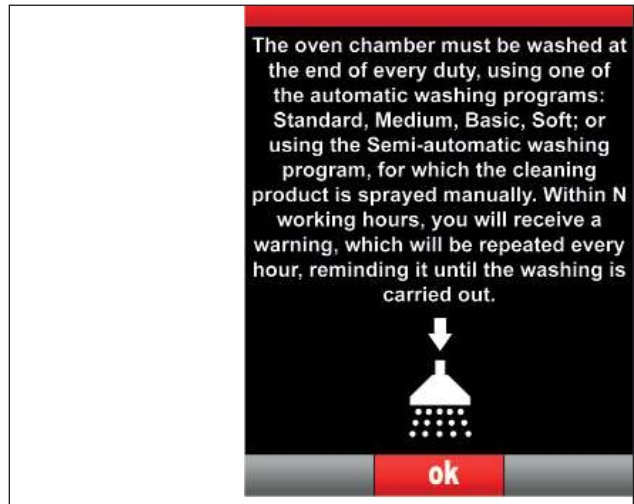 The oven chamber must be washed at
the end of every duty, using one of
the automatic washing programs:
Standard, Medium, Basic, Soft; or
using the Semi-automatic washing
program, for which the cleaning
product is sprayed manually. Within N
working hours, you will receive a
warning, which will be repeated every
hour, reminding it until the washing is
carried out.
ok